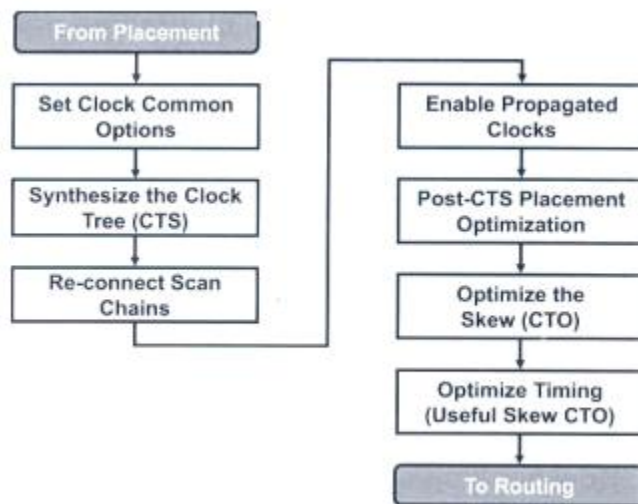 From Placement
Set Clock Common
Options
Synthesize the Clock
Tree (CTS)
Re-connect Scan
Chains
Enable Propagated
Clocks
Post-CTS Placement
Optimization
Optimize the
Skew (CTO)
Optimize Timing
(Useful Skew CTO)
To Routing